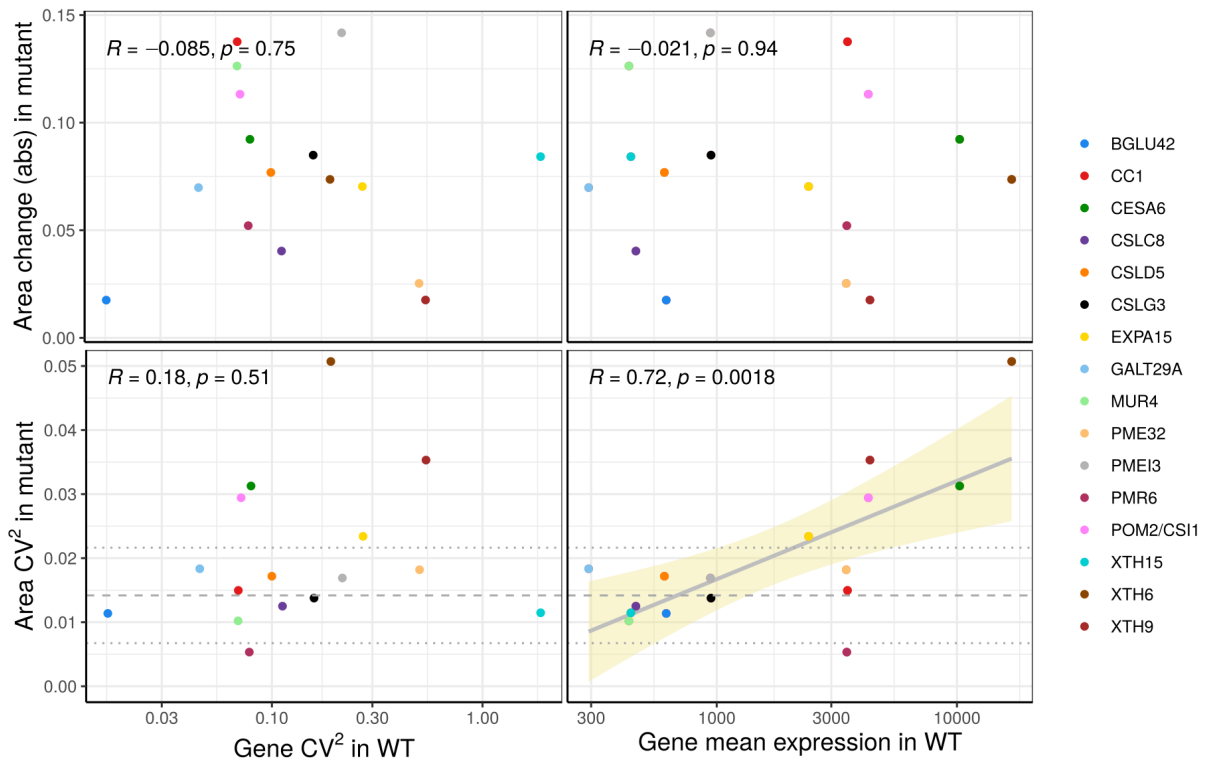 Area change (abs) in mutant
0.15
0.10
0.05
0.00
R = −0.085, p = 0.75
R = −0.021, p = 0.94
Area CV² in mutant
0.05
0.04
0.03
0.02
0.01
0.00
R = 0.18, p = 0.51
R = 0.72, p = 0.0018
0.03 0.10 0.30 1.00
300 1000 3000 10000
Gene CV² in WT
Gene mean expression in WT
BGLU42
CC1
CESA6
CSLC8
CSLD5
CSLG3
EXPA15
GALT29A
MUR4
PME32
PMEI3
PMR6
POM2/CSI1
XTH15
XTH6
XTH9